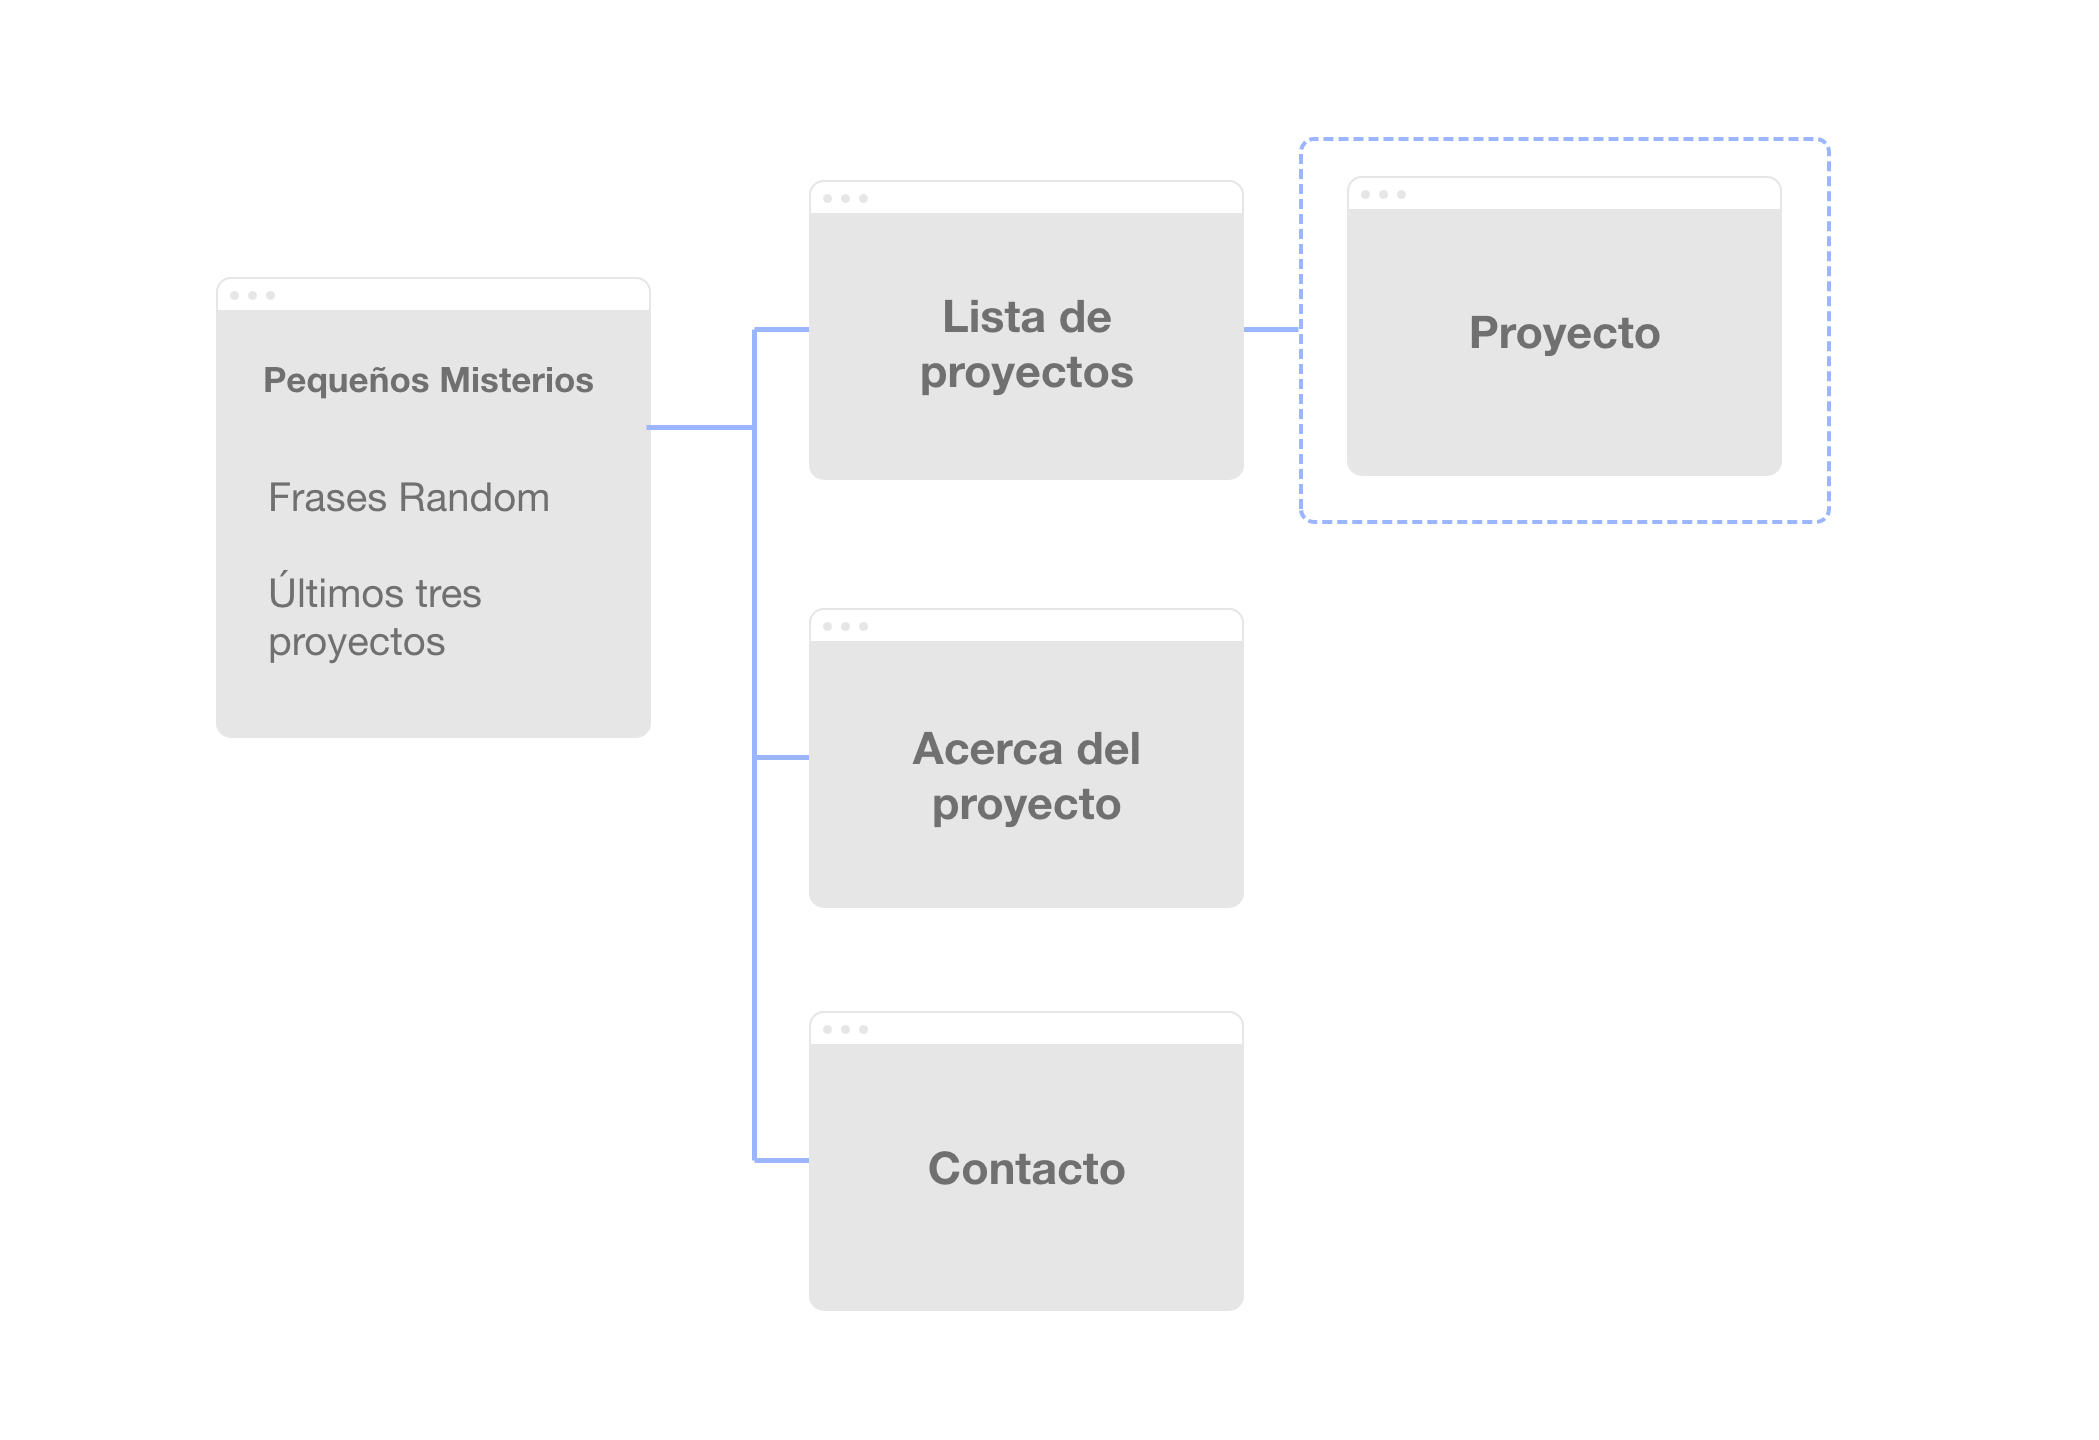 Pequeños Misterios
Frases Random
Últimos tres
proyectos
Lista de
proyectos
Proyecto
Acerca del
proyecto
Contacto